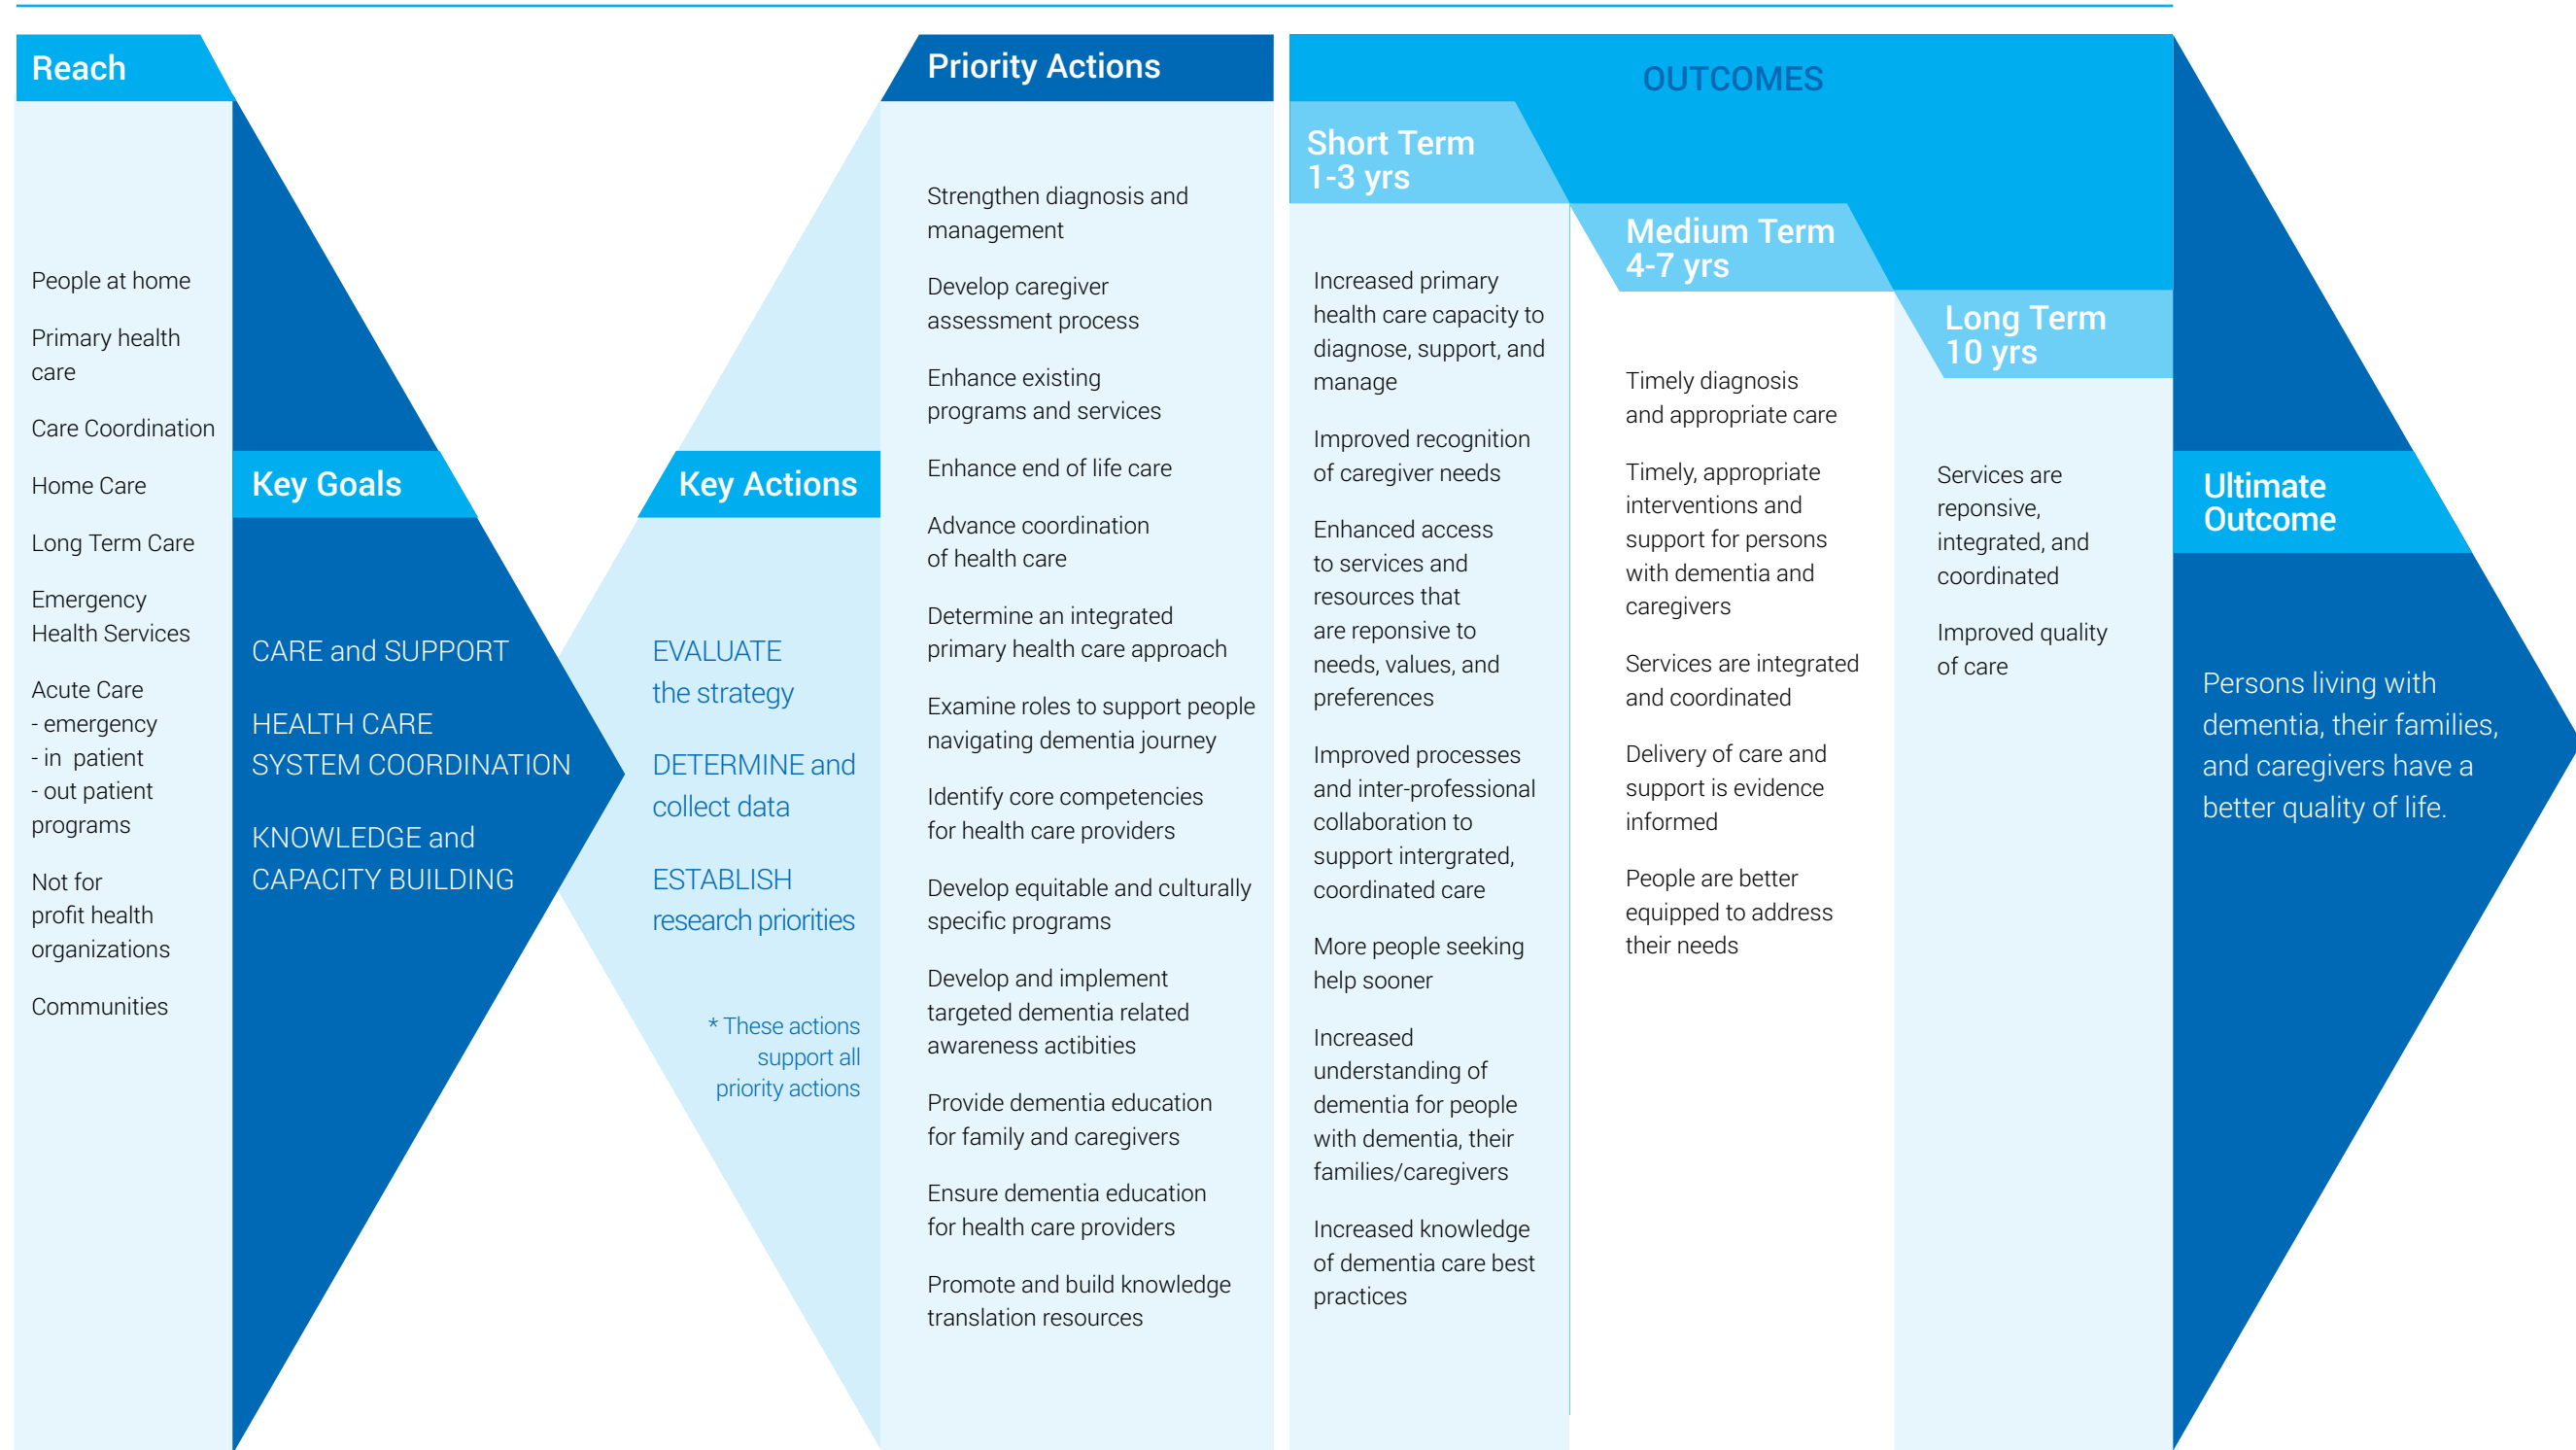 Reach
People at home
Primary health
care
Care Coordination
Home Care
Long Term Care
Emergency
Health Services
Acute Care
- emergency
- in patient
- out patient
programs
Not for
profit health
organizations
Communities
Key Goals
CARE and SUPPORT
HEALTH CARE
SYSTEM COORDINATION
KNOWLEDGE and
CAPACITY BUILDING
Key Actions
EVALUATE
the strategy
DETERMINE and
collect data
ESTABLISH
research priorities
* These actions
support all
priority actions
Priority Actions
Strengthen diagnosis and
management
Develop caregiver
assessment process
Enhance existing
programs and services
Enhance end of life care
Advance coordination
of health care
Determine an integrated
primary health care approach
Examine roles to support people
navigating dementia journey
Identify core competencies
for health care providers
Develop equitable and culturally
specific programs
Develop and implement
targeted dementia related
awareness actibities
Provide dementia education
for family and caregivers
Ensure dementia education
for health care providers
Promote and build knowledge
translation resources
OUTCOMES
Short Term
1-3 yrs
Increased primary
health care capacity to
diagnose, support, and
manage
Improved recognition
of caregiver needs
Enhanced access
to services and
resources that
are reponsive to
needs, values, and
preferences
Improved processes
and inter-professional
collaboration to
support intergrated,
coordinated care
More people seeking
help sooner
Increased
understanding of
dementia for people
with dementia, their
families/caregivers
Increased knowledge
of dementia care best
practices
Medium Term
4-7 yrs
Timely diagnosis
and appropriate care
Timely, appropriate
interventions and
support for persons
with dementia and
caregivers
Services are integrated
and coordinated
Delivery of care and
support is evidence
informed
People are better
equipped to address
their needs
Long Term
10 yrs
Services are
reponsive,
integrated, and
coordinated
Improved quality
of care
Ultimate
Outcome
Persons living with
dementia, their families,
and caregivers have a
better quality of life.